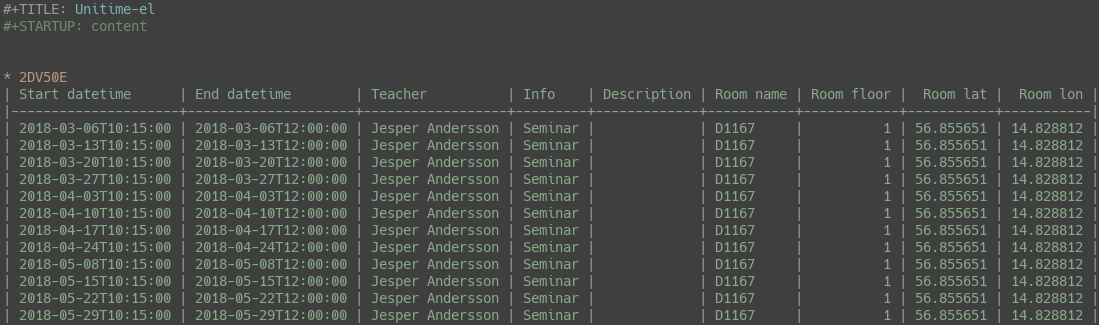 #+TITLE: Unitime-el
#+STARTUP: content
* 2DV50E
| Start datetime      | End datetime        | Teacher          | Info    | Description | Room name | Room floor |  Room lat |  Room lon |
|---------------------+---------------------+------------------+---------+-------------+-----------+------------+-----------+-----------|
| 2018-03-06T10:15:00 | 2018-03-06T12:00:00 | Jesper Andersson | Seminar |             | D1167     |          1 | 56.855651 | 14.828812 |
| 2018-03-13T10:15:00 | 2018-03-13T12:00:00 | Jesper Andersson | Seminar |             | D1167     |          1 | 56.855651 | 14.828812 |
| 2018-03-20T10:15:00 | 2018-03-20T12:00:00 | Jesper Andersson | Seminar |             | D1167     |          1 | 56.855651 | 14.828812 |
| 2018-03-27T10:15:00 | 2018-03-27T12:00:00 | Jesper Andersson | Seminar |             | D1167     |          1 | 56.855651 | 14.828812 |
| 2018-04-03T10:15:00 | 2018-04-03T12:00:00 | Jesper Andersson | Seminar |             | D1167     |          1 | 56.855651 | 14.828812 |
| 2018-04-10T10:15:00 | 2018-04-10T12:00:00 | Jesper Andersson | Seminar |             | D1167     |          1 | 56.855651 | 14.828812 |
| 2018-04-17T10:15:00 | 2018-04-17T12:00:00 | Jesper Andersson | Seminar |             | D1167     |          1 | 56.855651 | 14.828812 |
| 2018-04-24T10:15:00 | 2018-04-24T12:00:00 | Jesper Andersson | Seminar |             | D1167     |          1 | 56.855651 | 14.828812 |
| 2018-05-08T10:15:00 | 2018-05-08T12:00:00 | Jesper Andersson | Seminar |             | D1167     |          1 | 56.855651 | 14.828812 |
| 2018-05-15T10:15:00 | 2018-05-15T12:00:00 | Jesper Andersson | Seminar |             | D1167     |          1 | 56.855651 | 14.828812 |
| 2018-05-22T10:15:00 | 2018-05-22T12:00:00 | Jesper Andersson | Seminar |             | D1167     |          1 | 56.855651 | 14.828812 |
| 2018-05-29T10:15:00 | 2018-05-29T12:00:00 | Jesper Andersson | Seminar |             | D1167     |          1 | 56.855651 | 14.828812 |